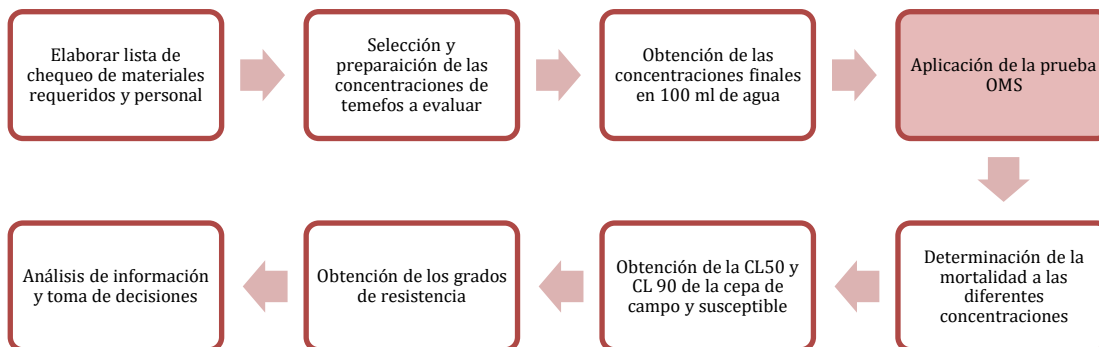 Elaborar lista de
chequeo de materiales
requeridos y personal
Selección y
preparaición de las
concentraciones de
temefos a evaluar
Obtención de las
concentraciones finales
en 100 ml de agua
Aplicación de la prueba
OMS
Determinación de la
mortalidad a las
diferentes
concentraciones
Obtención de la CL50 y
CL 90 de la cepa de
campo y susceptible
Obtención de los grados
de resistencia
Análisis de información
y toma de decisiones